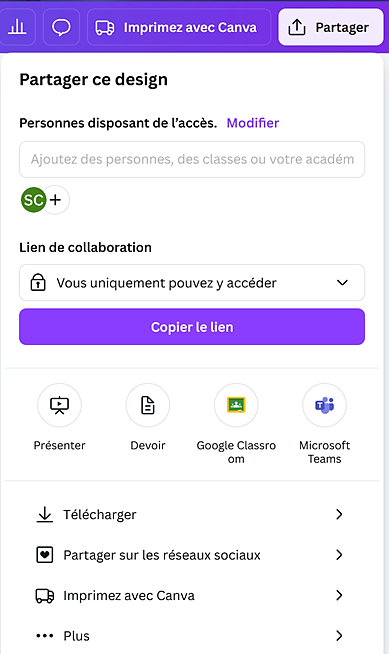 Imprimez avec Canva
Partager
Partager ce design
Personnes disposant de l'accès. Modifier
Ajoutez des personnes, des classes ou votre académ
SC +
Lien de collaboration
Vous uniquement pouvez y accéder
Copier le lien
Présenter
Devoir
Google Classro
om
Microsoft
Teams
Télécharger
Partager sur les réseaux sociaux
Imprimez avec Canva
Plus